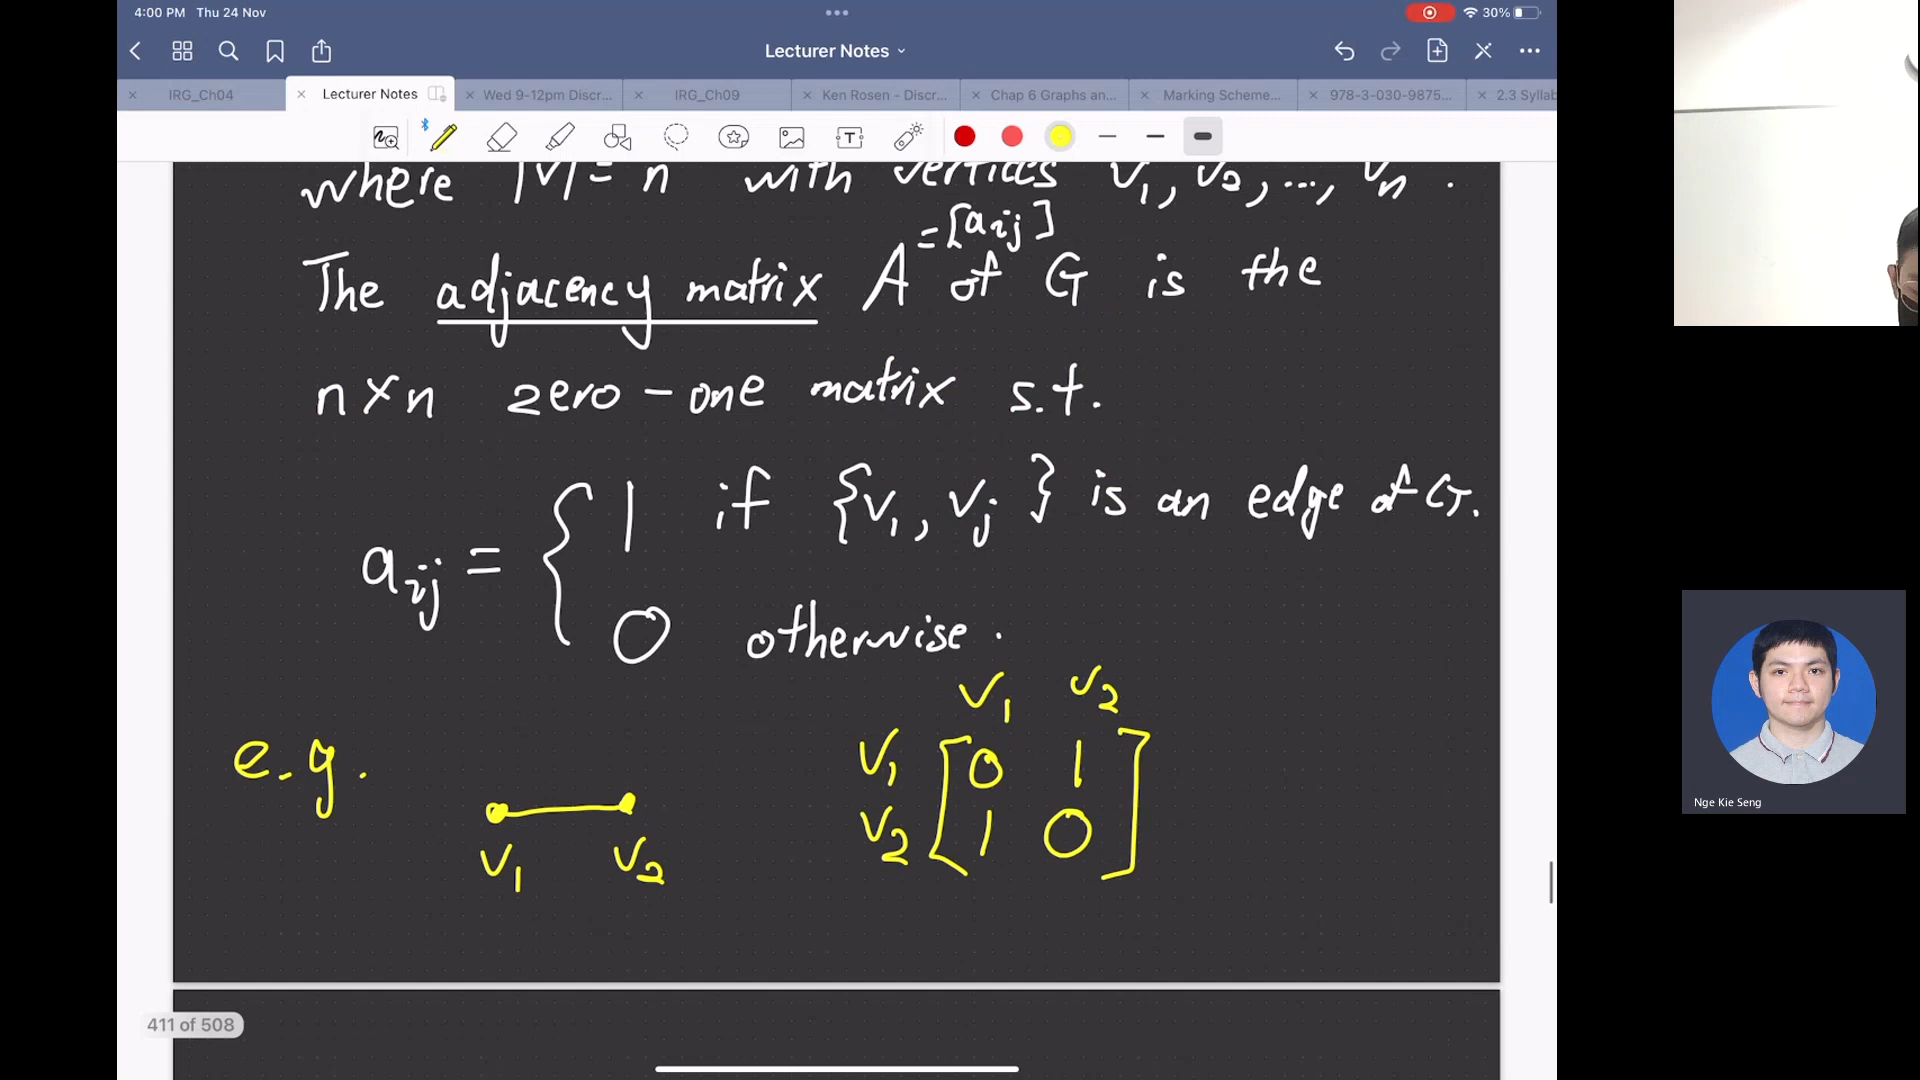 4:00 PM Thu 24 Nov
30%
Lecturer Notes
IRG_Ch04
Lecturer Notes
Wed 9-12pm Discr...
IRG_Ch09
Ken Rosen - Discr...
Chap 6 Graphs an...
Marking Scheme...
978-3-030-9875...
2.3 Syllab
where |V| = n with vertices V1, V2, ..., Vn .
= [aij]
The adjacency matrix A of G is the
n×n zero-one matrix s.t.
aij = { 1 if {V1, Vj} is an edge of G.
0 otherwise.
e.g.
V1 V2
V1 [ 0 1 ]
V2 [ 1 0 ]
V1 V2
Nge Kie Seng
411 of 508